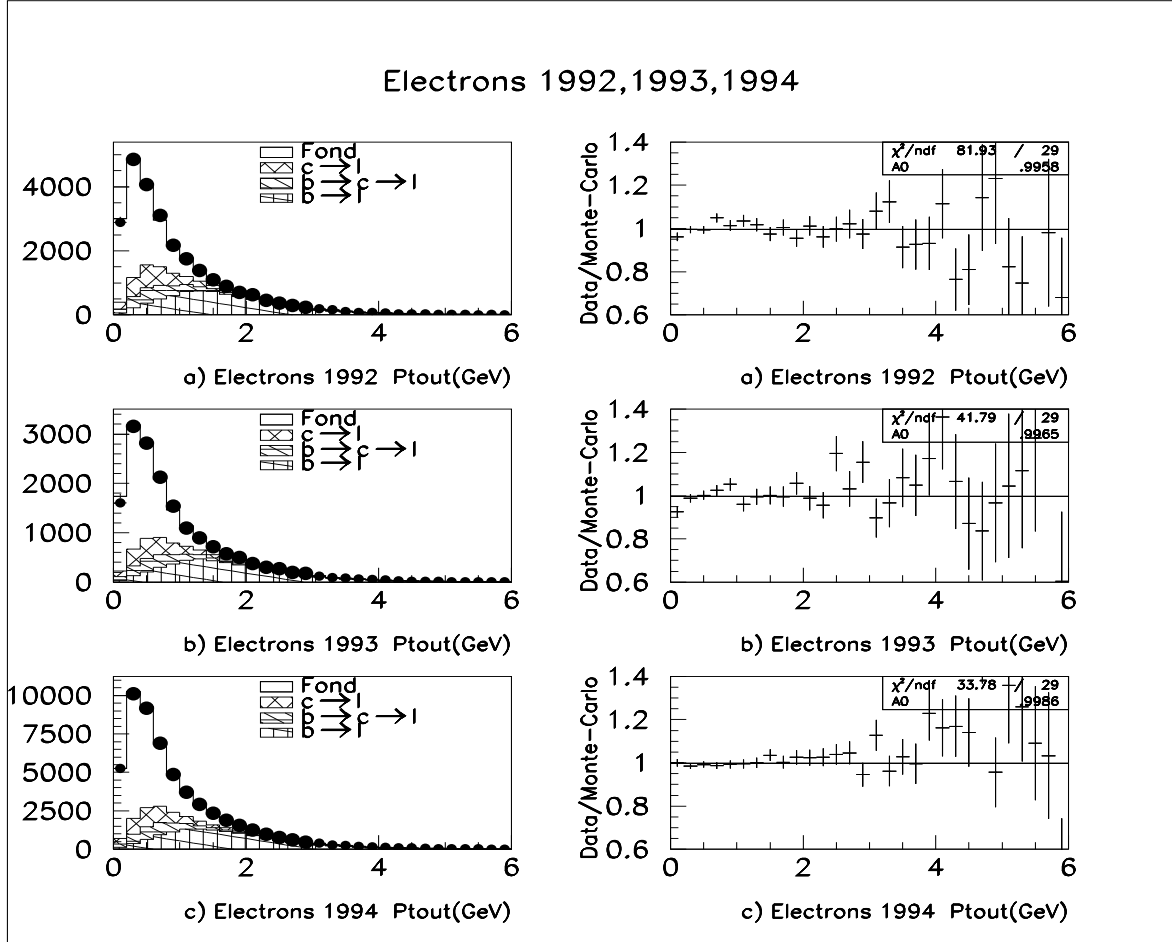 Electrons 1992,1993,1994
Fond
c → l
b → c → l
b → l
4000
2000
0
0 2 4 6
a) Electrons 1992 Ptout(GeV)
χ²/ndf 81.93 / 29
A0 .9958
Data/Monte-Carlo
1.4
1.2
1
0.8
0.6
0 2 4 6
a) Electrons 1992 Ptout(GeV)
Fond
c → l
b → c → l
b → l
3000
2000
1000
0
0 2 4 6
b) Electrons 1993 Ptout(GeV)
χ²/ndf 41.79 / 29
A0 .9965
Data/Monte-Carlo
1.4
1.2
1
0.8
0.6
0 2 4 6
b) Electrons 1993 Ptout(GeV)
Fond
c → l
b → c → l
b → l
10000
7500
5000
2500
0
0 2 4 6
c) Electrons 1994 Ptout(GeV)
χ²/ndf 33.78 / 29
A0 .9986
Data/Monte-Carlo
1.4
1.2
1
0.8
0.6
0 2 4 6
c) Electrons 1994 Ptout(GeV)